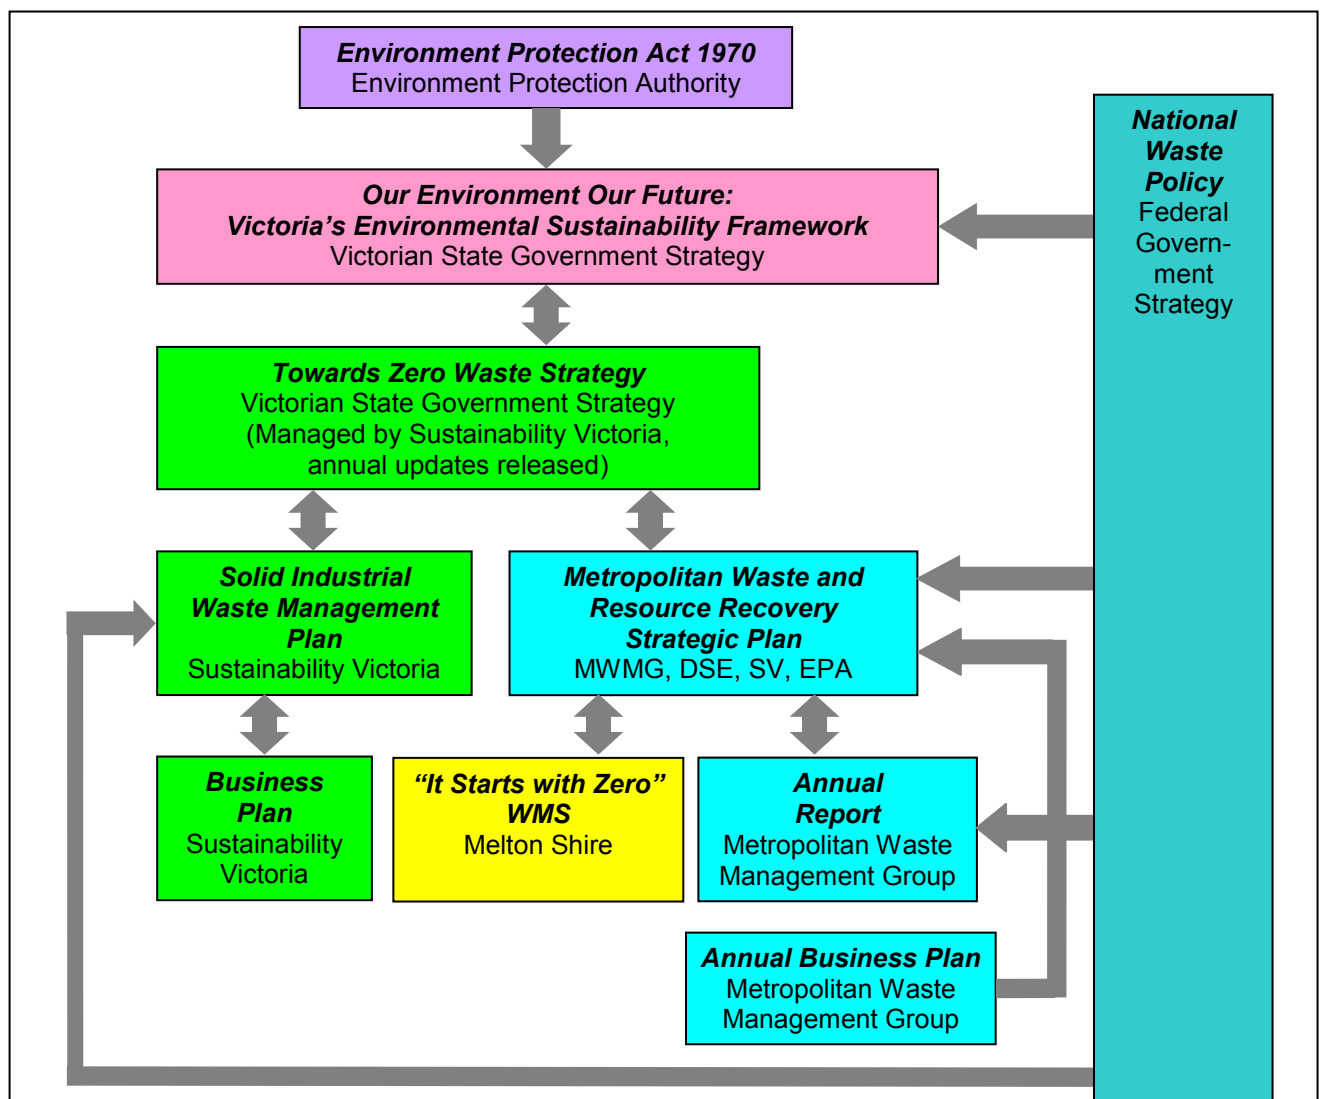 Environment Protection Act 1970
Environment Protection Authority
National
Waste
Policy
Federal
Govern-
ment
Strategy
Our Environment Our Future:
Victoria’s Environmental Sustainability Framework
Victorian State Government Strategy
Towards Zero Waste Strategy
Victorian State Government Strategy
(Managed by Sustainability Victoria,
annual updates released)
Solid Industrial
Waste Management
Plan
Sustainability Victoria
Metropolitan Waste and
Resource Recovery
Strategic Plan
MWMG, DSE, SV, EPA
Business
Plan
Sustainability
Victoria
“It Starts with Zero”
WMS
Melton Shire
Annual
Report
Metropolitan Waste
Management Group
Annual Business Plan
Metropolitan Waste
Management Group